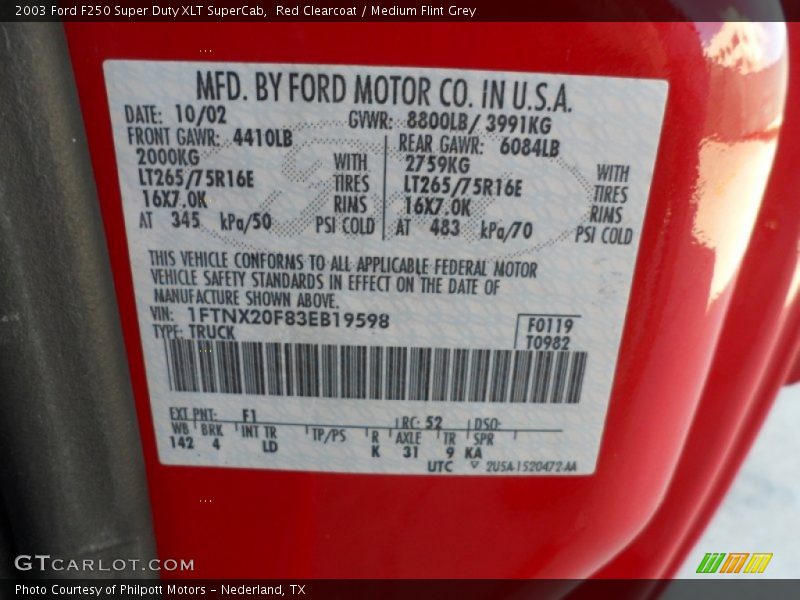 2003 Ford F250 Super Duty XLT SuperCab,  Red Clearcoat / Medium Flint Grey
MFD. BY FORD MOTOR CO. IN U.S.A.
DATE: 10/02 GVWR: 8800LB/ 3991KG
FRONT GAWR: 4410LB REAR GAWR: 6084LB
2000KG WITH 2759KG WITH
LT265/75R16E TIRES LT265/75R16E TIRES
16X7.0K RIMS 16X7.0K RIMS
AT 345 kPa/50 PSI COLD AT 483 kPa/70 PSI COLD
THIS VEHICLE CONFORMS TO ALL APPLICABLE FEDERAL MOTOR
VEHICLE SAFETY STANDARDS IN EFFECT ON THE DATE OF
MANUFACTURE SHOWN ABOVE.
VIN: 1FTNX20F83EB19598 F0119
TYPE: TRUCK T0982
EXT PNT: F1 RC: 52 DSO:
WB BRK INT TR TP/PS R AXLE TR SPR
142 4 LD K 31 9 KA
UTC 2U5A-1520472-AA
GTCARLOT.COM
Photo Courtesy of Philpott Motors - Nederland, TX